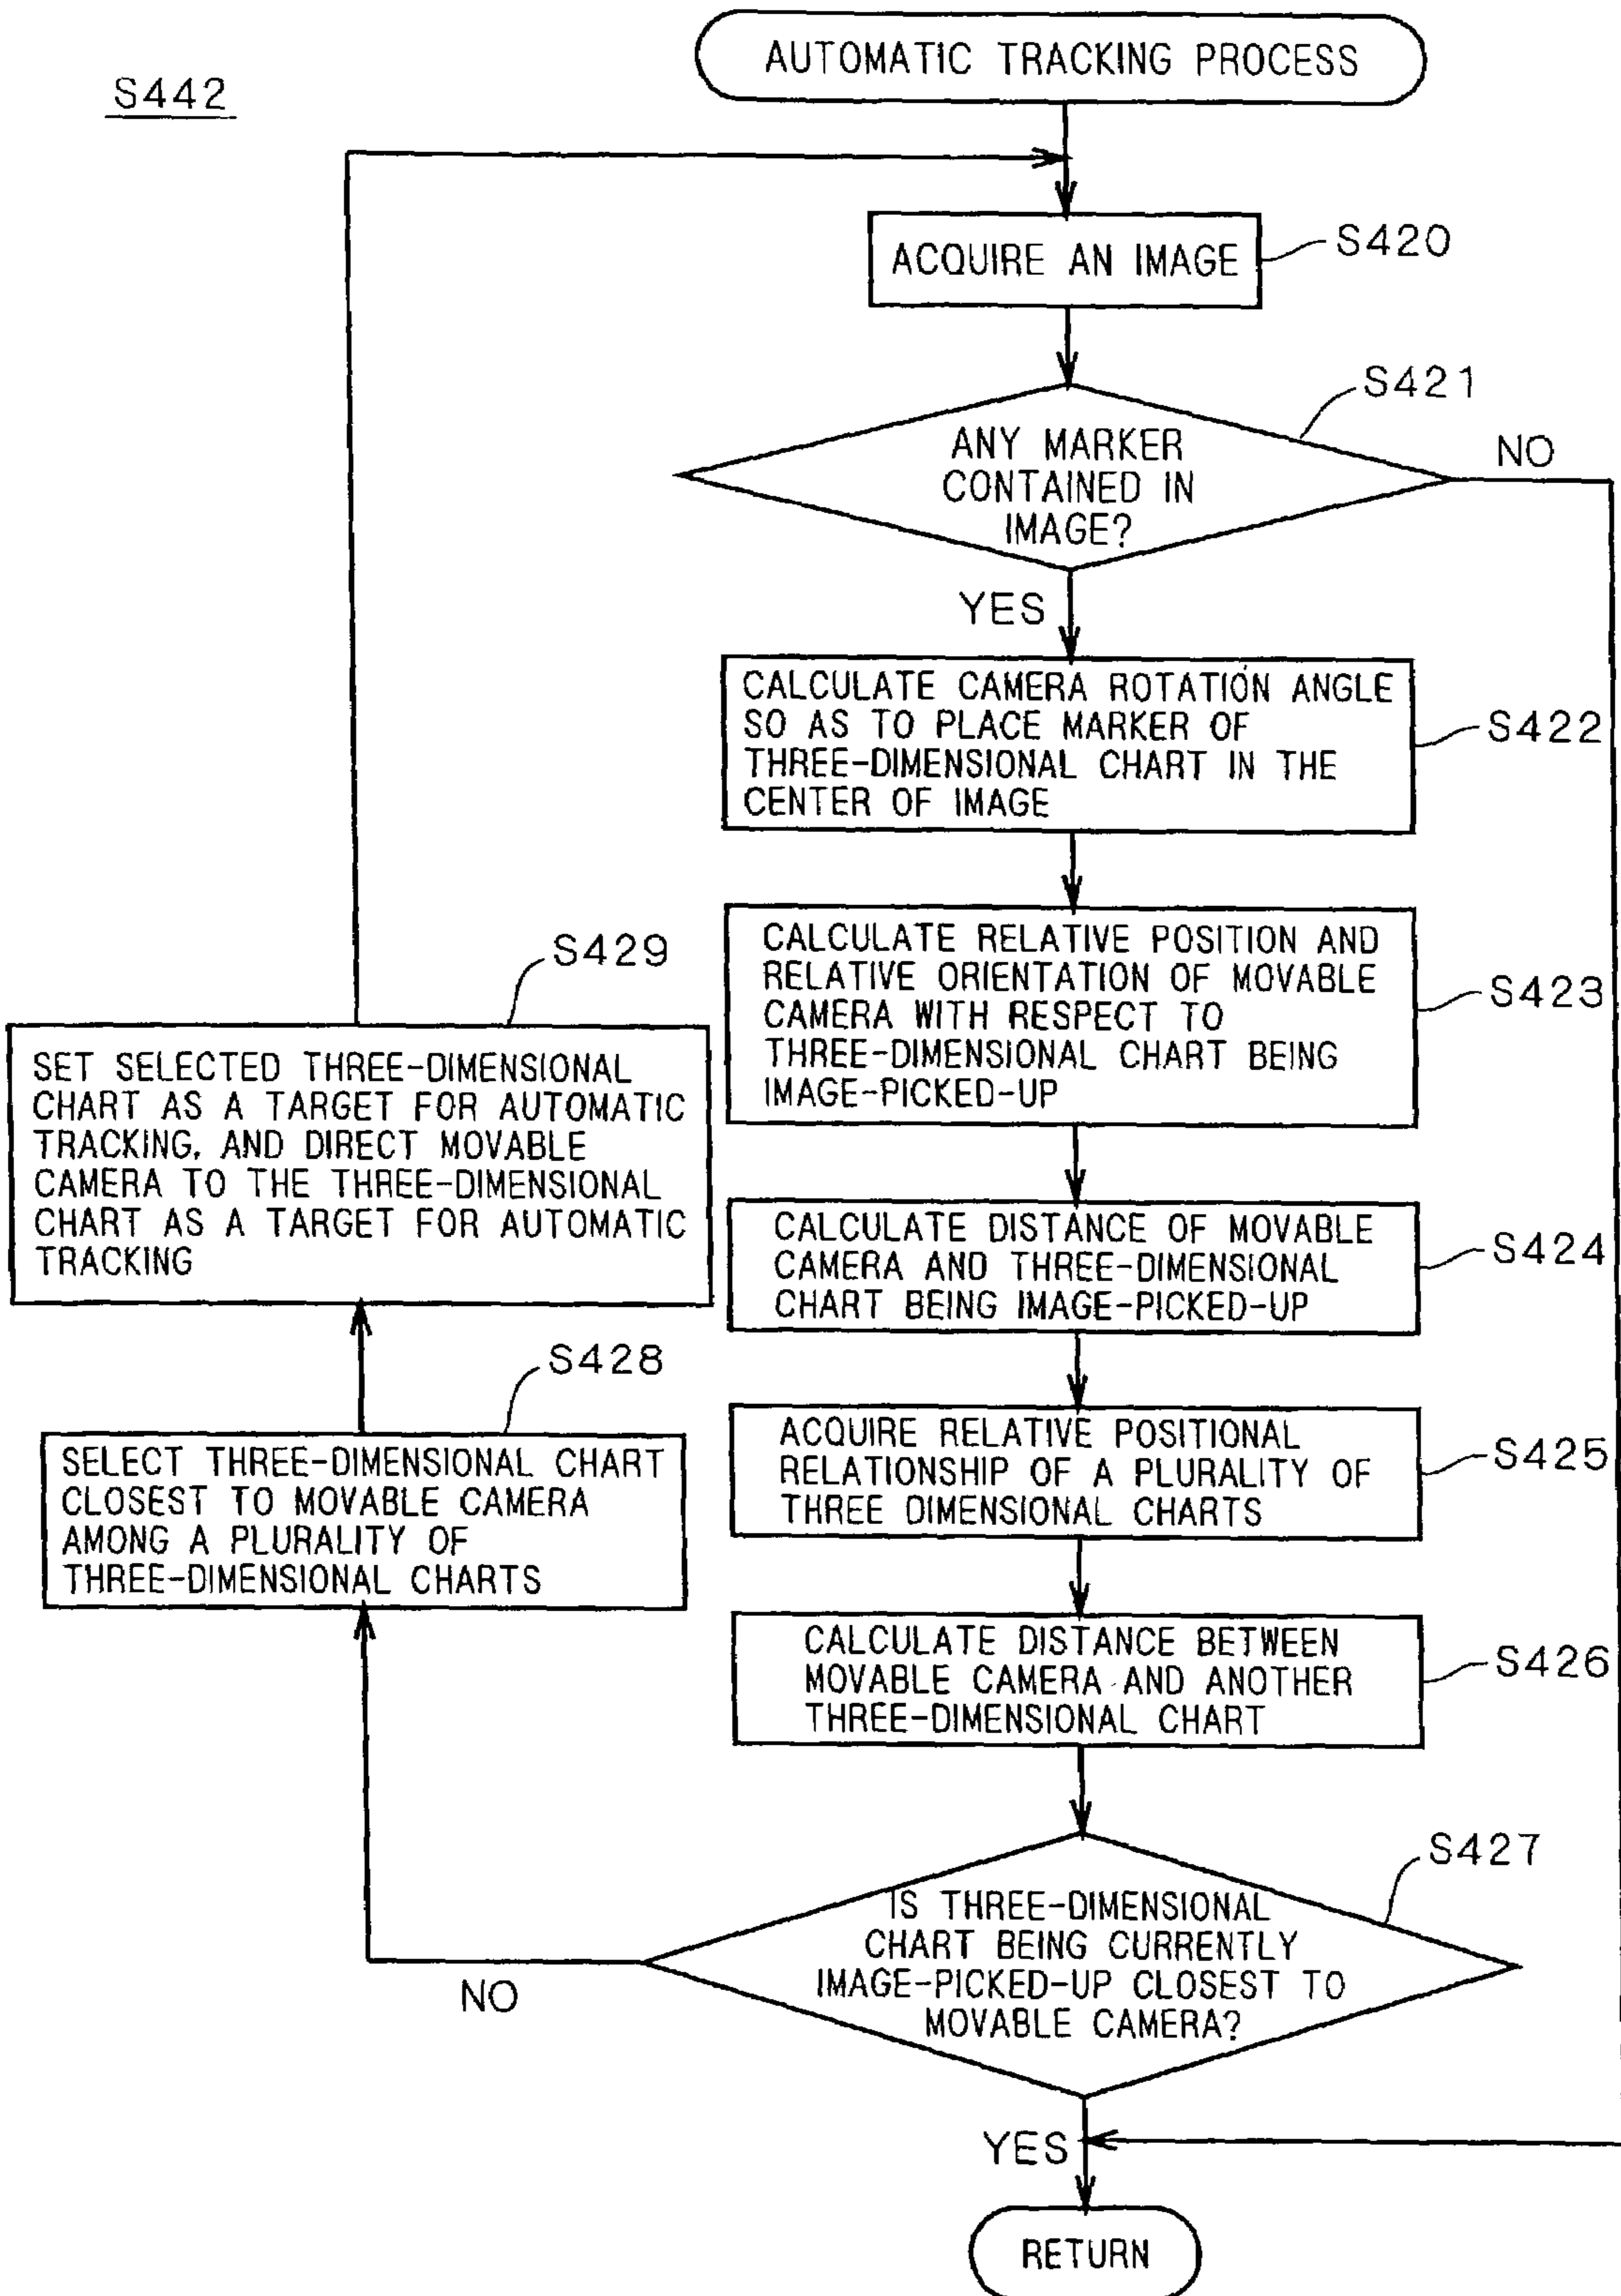 AUTOMATIC TRACKING PROCESS
S442
ACQUIRE AN IMAGE
S420
S421
ANY MARKER
CONTAINED IN
IMAGE?
NO
YES
CALCULATE CAMERA ROTATION ANGLE
SO AS TO PLACE MARKER OF
THREE-DIMENSIONAL CHART IN THE
CENTER OF IMAGE
S422
CALCULATE RELATIVE POSITION AND
RELATIVE ORIENTATION OF MOVABLE
CAMERA WITH RESPECT TO
THREE-DIMENSIONAL CHART BEING
IMAGE-PICKED-UP
S423
CALCULATE DISTANCE OF MOVABLE
CAMERA AND THREE-DIMENSIONAL
CHART BEING IMAGE-PICKED-UP
S424
ACQUIRE RELATIVE POSITIONAL
RELATIONSHIP OF A PLURALITY OF
THREE DIMENSIONAL CHARTS
S425
CALCULATE DISTANCE BETWEEN
MOVABLE CAMERA AND ANOTHER
THREE-DIMENSIONAL CHART
S426
S427
IS THREE-DIMENSIONAL
CHART BEING CURRENTLY
IMAGE-PICKED-UP CLOSEST TO
MOVABLE CAMERA?
NO
S428
SELECT THREE-DIMENSIONAL CHART
CLOSEST TO MOVABLE CAMERA
AMONG A PLURALITY OF
THREE-DIMENSIONAL CHARTS
S429
SET SELECTED THREE-DIMENSIONAL
CHART AS A TARGET FOR AUTOMATIC
TRACKING, AND DIRECT MOVABLE
CAMERA TO THE THREE-DIMENSIONAL
CHART AS A TARGET FOR AUTOMATIC
TRACKING
YES
RETURN